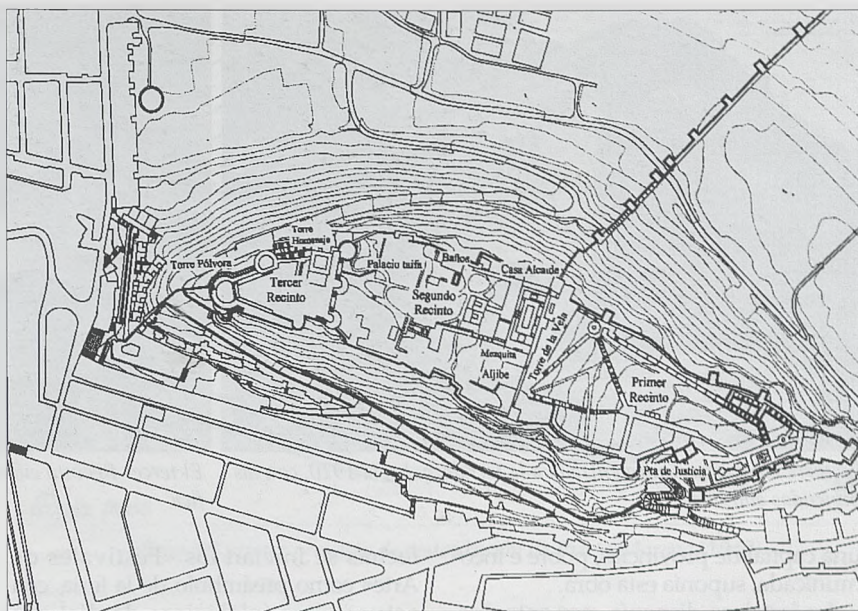 Torre
Homenaje
Torre Pólvora
Tercer
Recinto
Palacio taifa
Baños
Casa Alcaide
Segundo
Recinto
Mezquita
Aljibe
Torre de la Vela
Primer
Recinto
Pta de Justicia